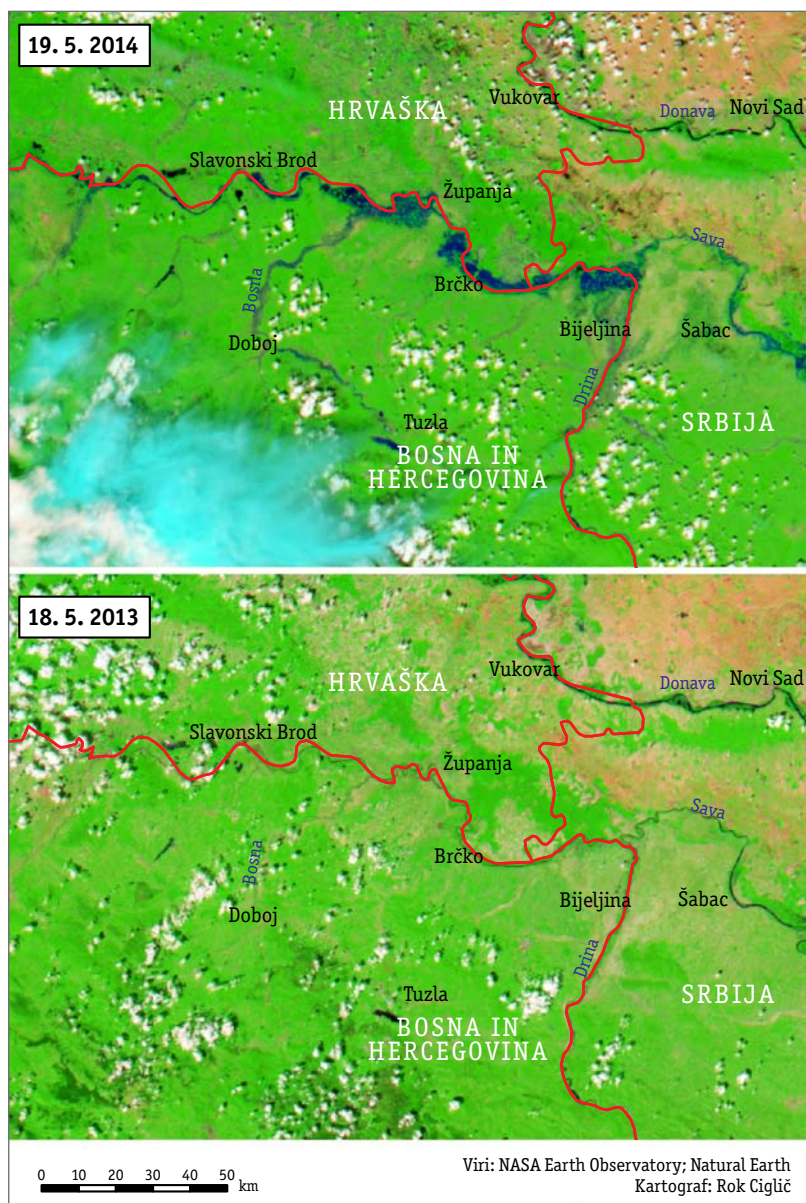 19. 5. 2014
Vukovar
Donava
Novi Sad
HRVAŠKA
Slavonski Brod
Županja
Sava
Bosna
Brčko
Bijeljina
Šabac
Doboj
Drina
Tuzla
SRBIJA
BOSNA IN
HERCEGOVINA
18. 5. 2013
Vukovar
Donava
Novi Sad
HRVAŠKA
Slavonski Brod
Županja
Sava
Brčko
Bosna
Bijeljina
Šabac
Doboj
Drina
Tuzla
SRBIJA
BOSNA IN
HERCEGOVINA
0 10 20 30 40 50
km
Viri: NASA Earth Observatory; Natural Earth
Kartograf: Rok Ciglič